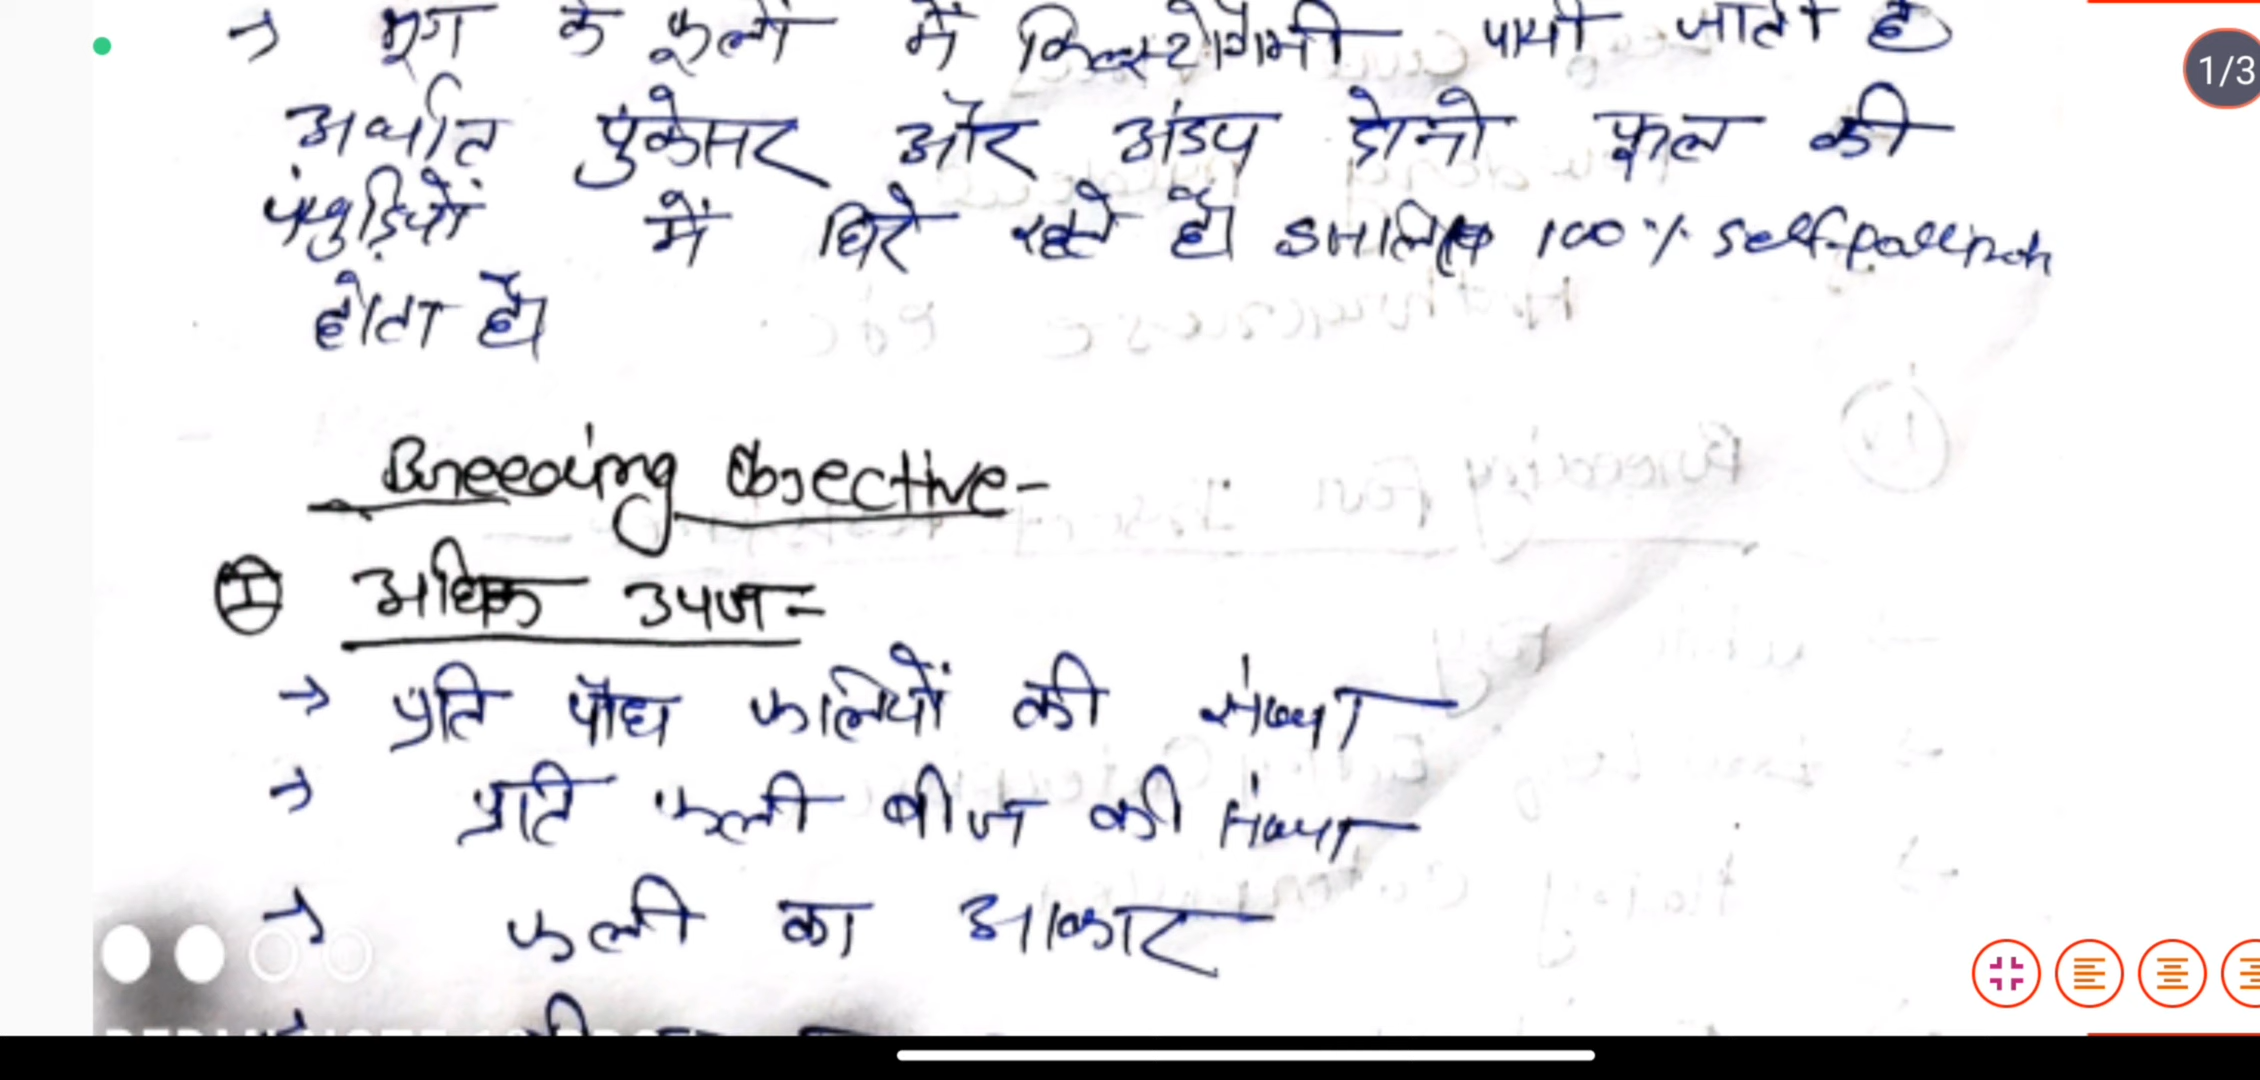 → मूग के फूलों में क्लिस्टोगेमी पायी जाती है
1/3
अर्थात पुंकेसर और अंडप दोनो फूल की
पंखुडियों में घिरे रहते है। इसलिए 100% self-pollinatn
होता है।
Breeding Objective-
I अधिक उपज=
→ प्रति पौध फलियों की संख्या
→ प्रति फली बीज की संख्या
→ फली का आकार